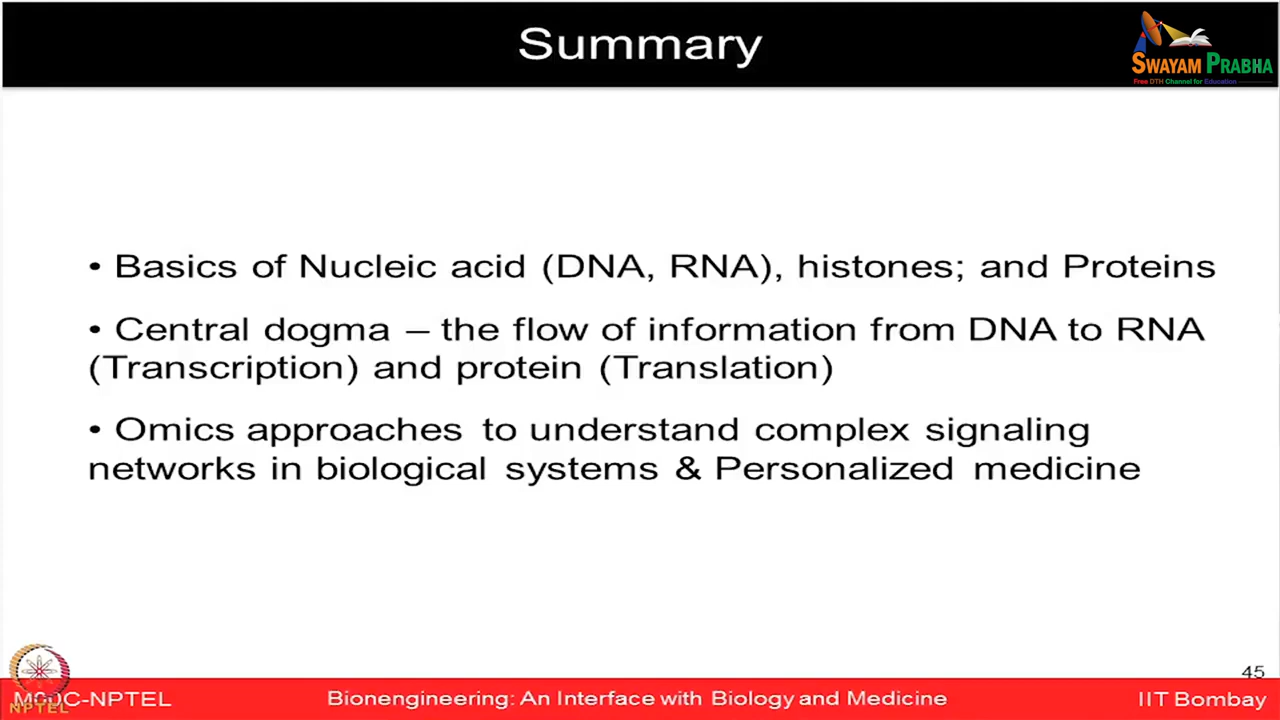 Summary
SWAYAM PRABHA
Free DTH Channel for Education
• Basics of Nucleic acid (DNA, RNA), histones; and Proteins
• Central dogma – the flow of information from DNA to RNA
(Transcription) and protein (Translation)
• Omics approaches to understand complex signaling
networks in biological systems & Personalized medicine
45
MOOC-NPTEL
NPTEL
Bionengineering: An Interface with Biology and Medicine
IIT Bombay